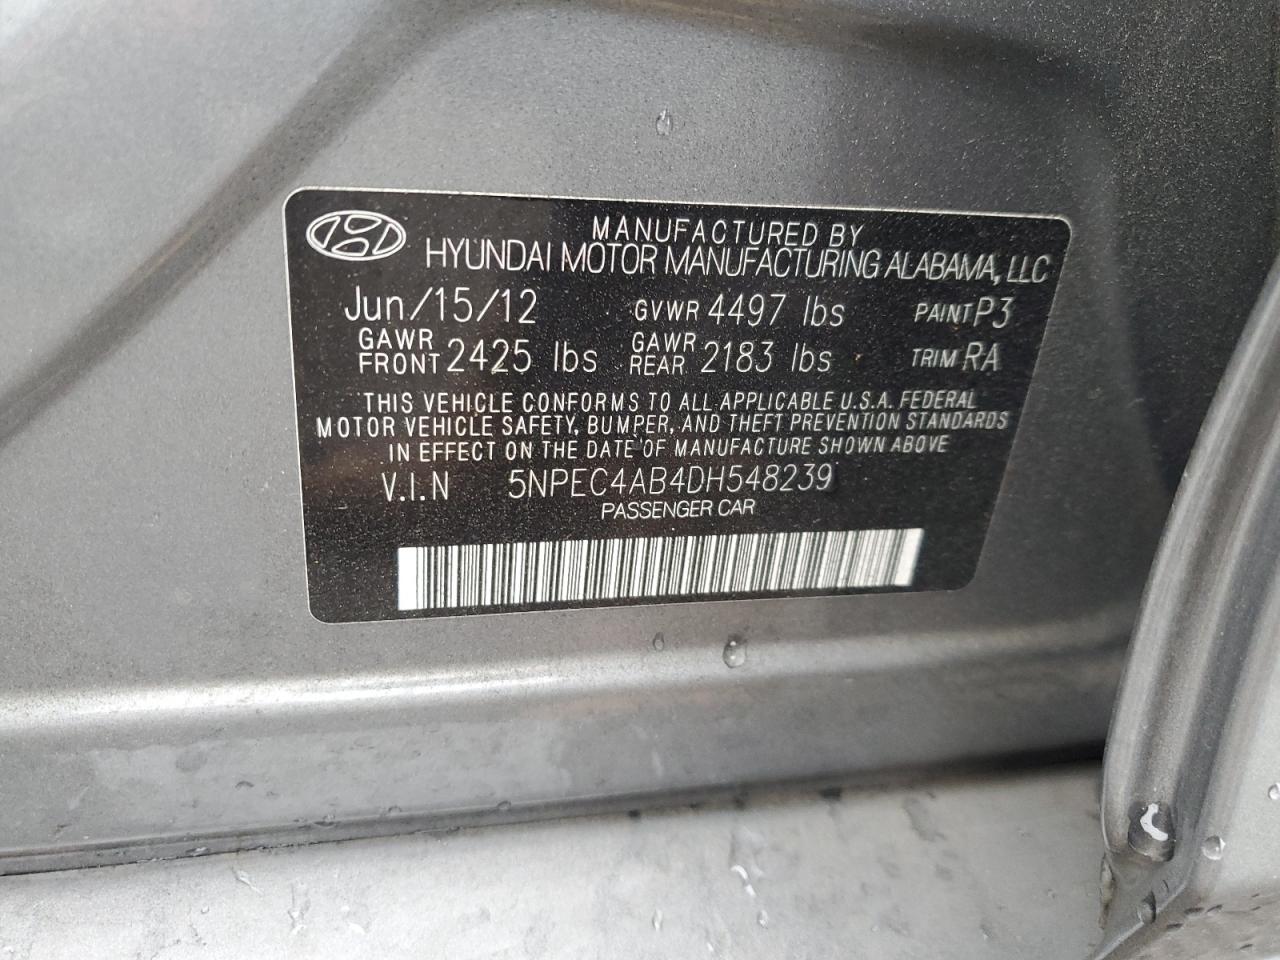 MANUFACTURED BY
HYUNDAI MOTOR MANUFACTURING ALABAMA, LLC
Jun/15/12 GVWR 4497 lbs PAINT P3
GAWR FRONT 2425 lbs GAWR REAR 2183 lbs TRIM RA
THIS VEHICLE CONFORMS TO ALL APPLICABLE U.S.A. FEDERAL
MOTOR VEHICLE SAFETY, BUMPER, AND THEFT PREVENTION STANDARDS
IN EFFECT ON THE DATE OF MANUFACTURE SHOWN ABOVE
V.I.N 5NPEC4AB4DH548239
PASSENGER CAR